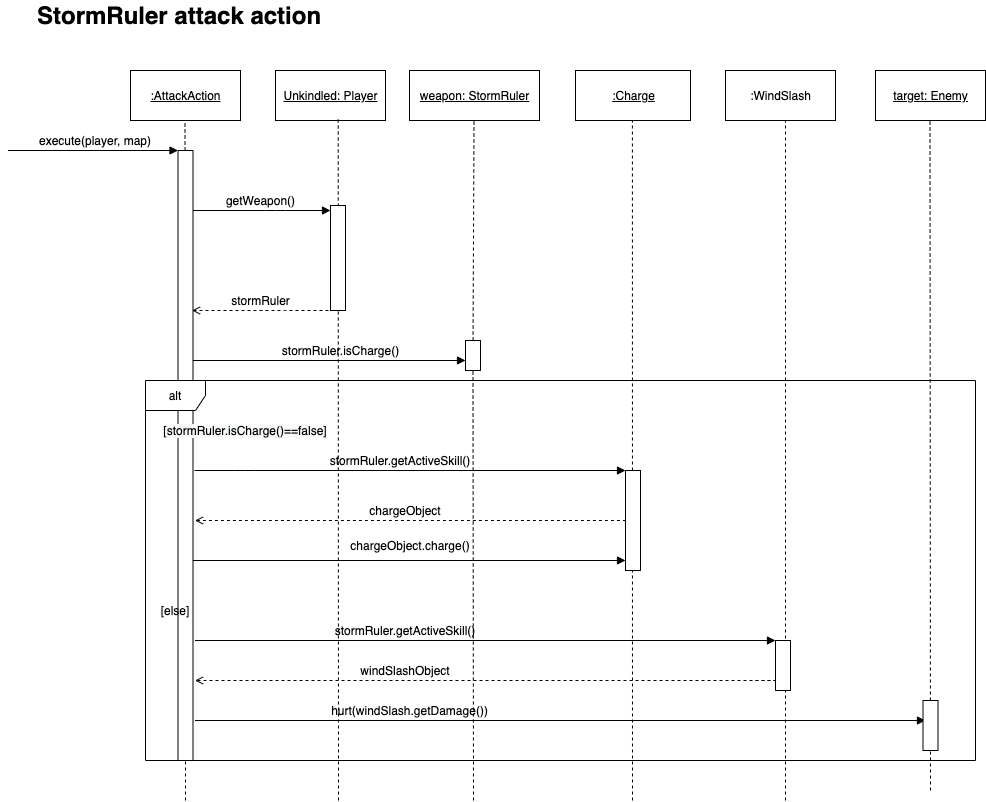 StormRuler attack action
:AttackAction
Unkindled: Player
weapon: StormRuler
:Charge
:WindSlash
target: Enemy
execute(player, map)
getWeapon()
stormRuler
stormRuler.isCharge()
alt
[stormRuler.isCharge()==false]
stormRuler.getActiveSkill()
chargeObject
chargeObject.charge()
[else]
stormRuler.getActiveSkill()
windSlashObject
hurt(windSlash.getDamage())